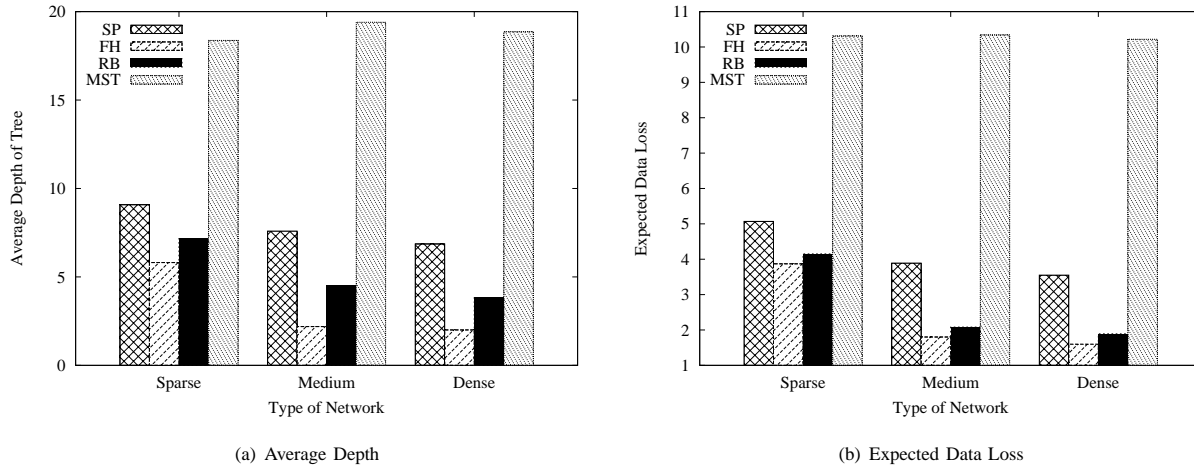 SP
FH
RB
MST
20
15
10
5
0
Average Depth of Tree
Sparse Medium Dense
Type of Network
(a) Average Depth
SP
FH
RB
MST
11
10
9
8
7
6
5
4
3
2
1
Expected Data Loss
Sparse Medium Dense
Type of Network
(b) Expected Data Loss